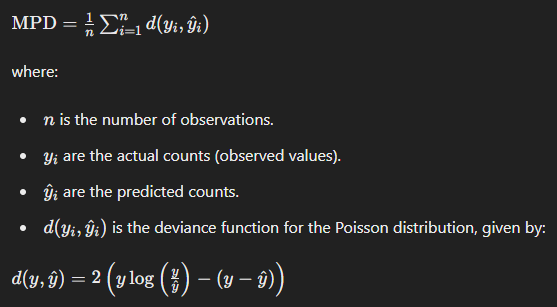 MPD = \frac{1}{n} \sum_{i=1}^{n} d(y_i, \hat{y}_i)
where:
• n is the number of observations.
• y_i are the actual counts (observed values).
• \hat{y}_i are the predicted counts.
• d(y_i, \hat{y}_i) is the deviance function for the Poisson distribution, given by:
d(y, \hat{y}) = 2 \left( y \log \left( \frac{y}{\hat{y}} \right) - (y - \hat{y}) \right)